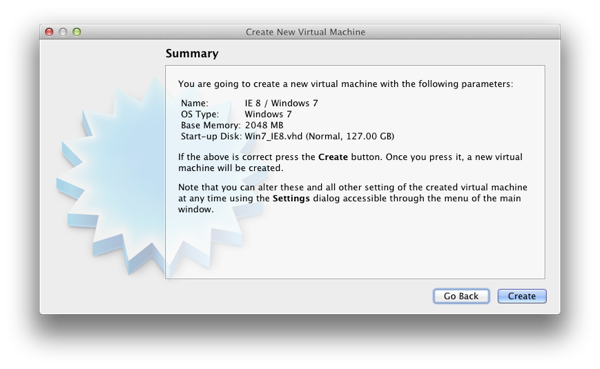 Create New Virtual Machine
Summary
You are going to create a new virtual machine with the following parameters:
Name: IE 8 / Windows 7
OS Type: Windows 7
Base Memory: 2048 MB
Start-up Disk: Win7_IE8.vhd (Normal, 127.00 GB)
If the above is correct press the Create button. Once you press it, a new virtual
machine will be created.
Note that you can alter these and all other setting of the created virtual machine
at any time using the Settings dialog accessible through the menu of the main
window.
Go Back
Create